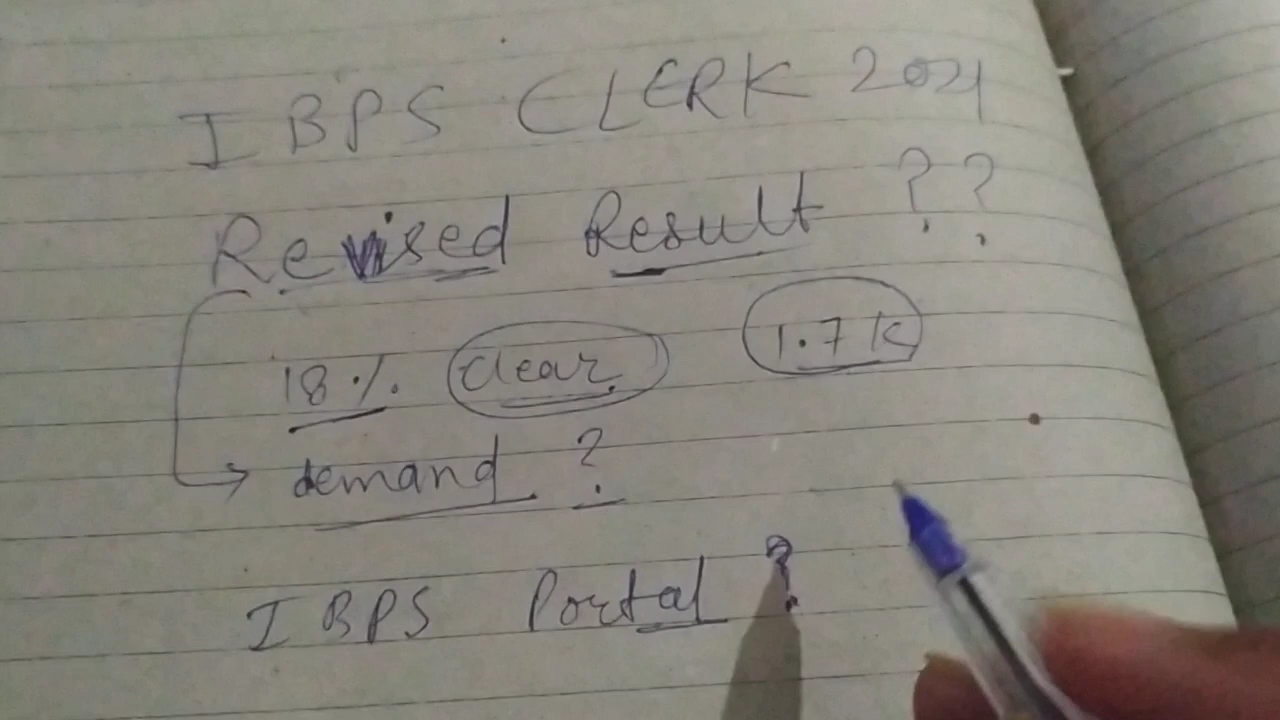 IBPS CLERK 2021
Revised Result ??
18% clear 1.7K
demand ?
IBPS Portal ?